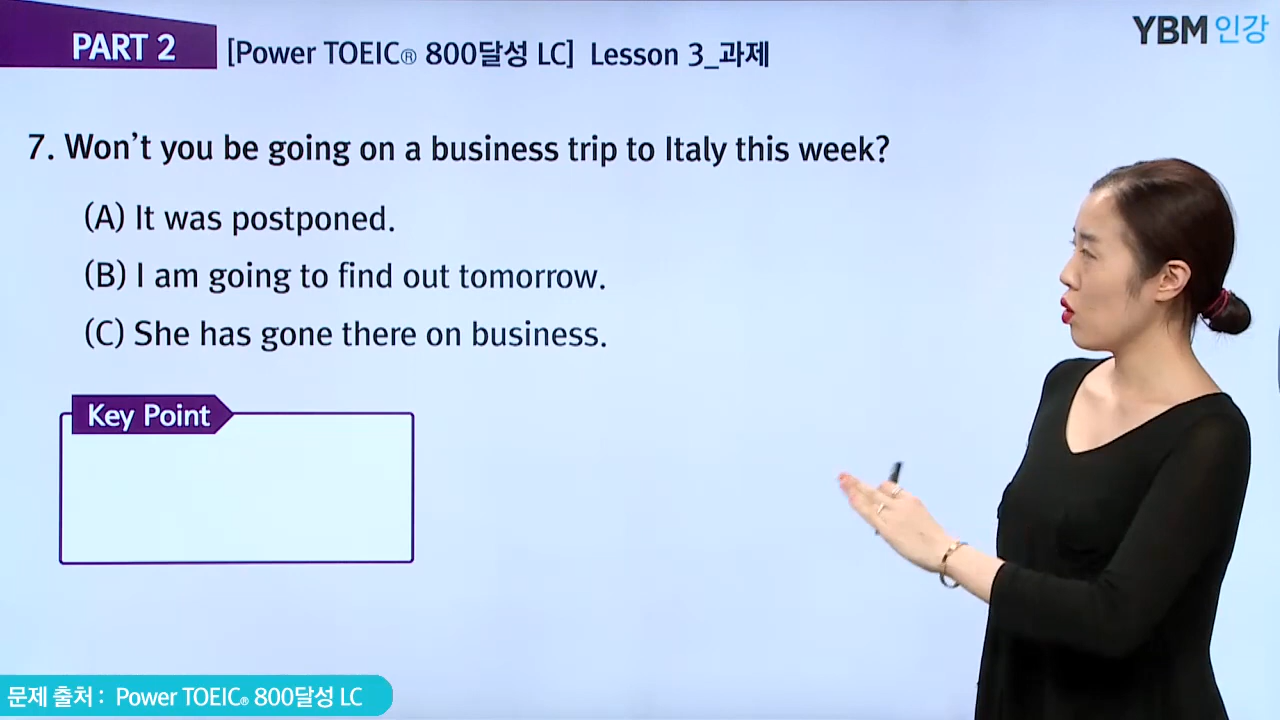 PART 2
[Power TOEIC® 800달성 LC] Lesson 3_과제
YBM 인강
7. Won't you be going on a business trip to Italy this week?
(A) It was postponed.
(B) I am going to find out tomorrow.
(C) She has gone there on business.
Key Point
문제 출처 : Power TOEIC® 800달성 LC